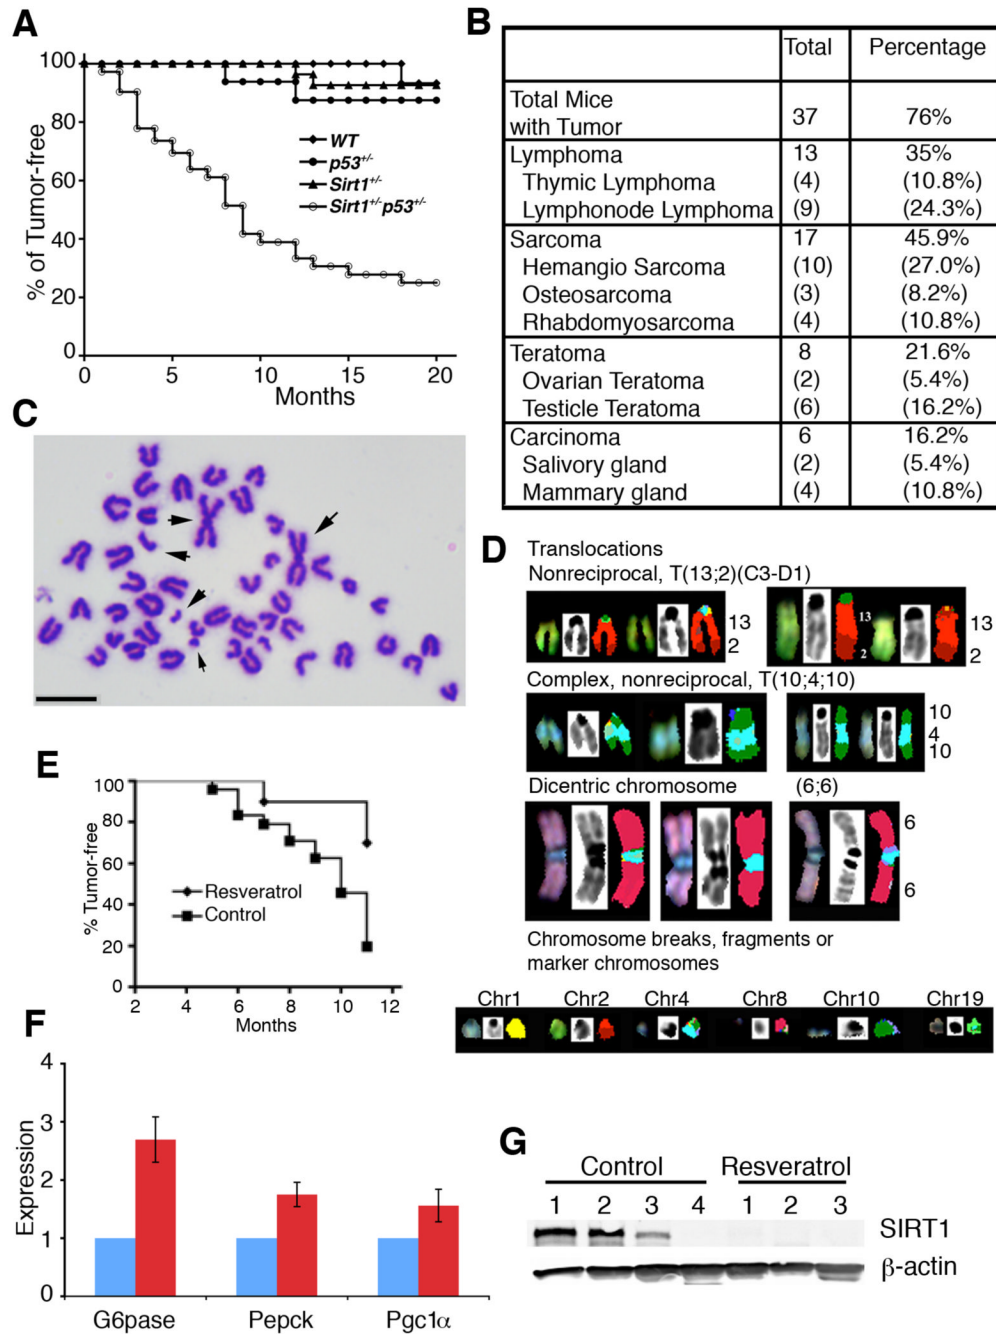 A
100
80
60
40
20
0
% of Tumor-free
WT
p53+/-
Sirt1+/-
Sirt1+/-p53+/-
0 5 10 15 20
Months
B
Total Percentage
Total Mice
with Tumor 37 76%
Lymphoma 13 35%
Thymic Lymphoma (4) (10.8%)
Lymphonode Lymphoma (9) (24.3%)
Sarcoma 17 45.9%
Hemangio Sarcoma (10) (27.0%)
Osteosarcoma (3) (8.2%)
Rhabdomyosarcoma (4) (10.8%)
Teratoma 8 21.6%
Ovarian Teratoma (2) (5.4%)
Testicle Teratoma (6) (16.2%)
Carcinoma 6 16.2%
Salivory gland (2) (5.4%)
Mammary gland (4) (10.8%)
C
D
Translocations
Nonreciprocal, T(13;2)(C3-D1)
13
2
13
2
13
2
Complex, nonreciprocal, T(10;4;10)
10
4
10
Dicentric chromosome (6;6)
6
6
Chromosome breaks, fragments or
marker chromosomes
Chr1 Chr2 Chr4 Chr8 Chr10 Chr19
E
100
80
60
40
20
0
% Tumor-free
Resveratrol
Control
2 4 6 8 10 12
Months
F
4
3
2
1
0
Expression
G6pase Pepck Pgc1α
G
Control Resveratrol
1 2 3 4 1 2 3
SIRT1
β-actin